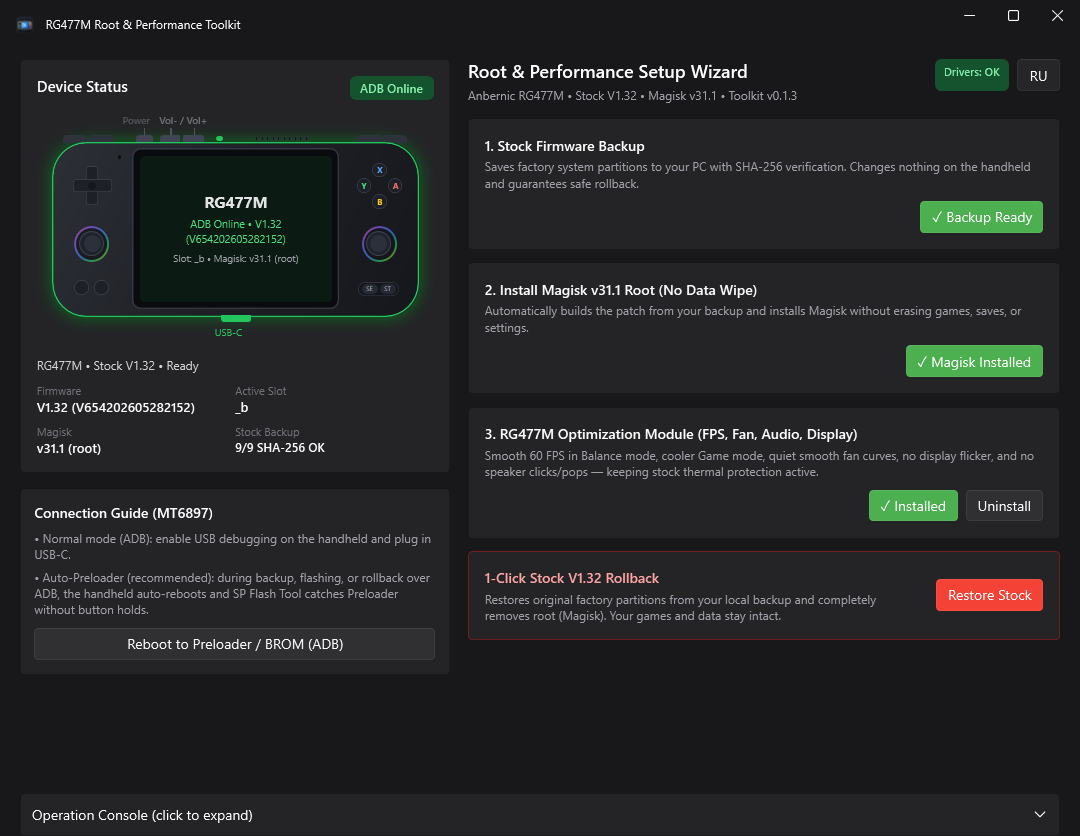 RG477M Root & Performance Toolkit
Device Status
ADB Online
Power Vol- / Vol+
X
Y
A
B
RG477M
ADB Online • V1.32
(V654202605282152)
Slot: _b • Magisk: v31.1 (root)
SE ST
USB-C
RG477M • Stock V1.32 • Ready
Firmware
V1.32 (V654202605282152)
Active Slot
_b
Magisk
v31.1 (root)
Stock Backup
9/9 SHA-256 OK
Connection Guide (MT6897)
• Normal mode (ADB): enable USB debugging on the handheld and plug in
USB-C.
• Auto-Preloader (recommended): during backup, flashing, or rollback over
ADB, the handheld auto-reboots and SP Flash Tool catches Preloader
without button holds.
Reboot to Preloader / BROM (ADB)
Root & Performance Setup Wizard
Anbernic RG477M • Stock V1.32 • Magisk v31.1 • Toolkit v0.1.3
Drivers: OK
RU
1. Stock Firmware Backup
Saves factory system partitions to your PC with SHA-256 verification. Changes nothing on the handheld
and guarantees safe rollback.
✓ Backup Ready
2. Install Magisk v31.1 Root (No Data Wipe)
Automatically builds the patch from your backup and installs Magisk without erasing games, saves, or
settings.
✓ Magisk Installed
3. RG477M Optimization Module (FPS, Fan, Audio, Display)
Smooth 60 FPS in Balance mode, cooler Game mode, quiet smooth fan curves, no display flicker, and no
speaker clicks/pops — keeping stock thermal protection active.
✓ Installed
Uninstall
1-Click Stock V1.32 Rollback
Restores original factory partitions from your local backup and completely
removes root (Magisk). Your games and data stay intact.
Restore Stock
Operation Console (click to expand)